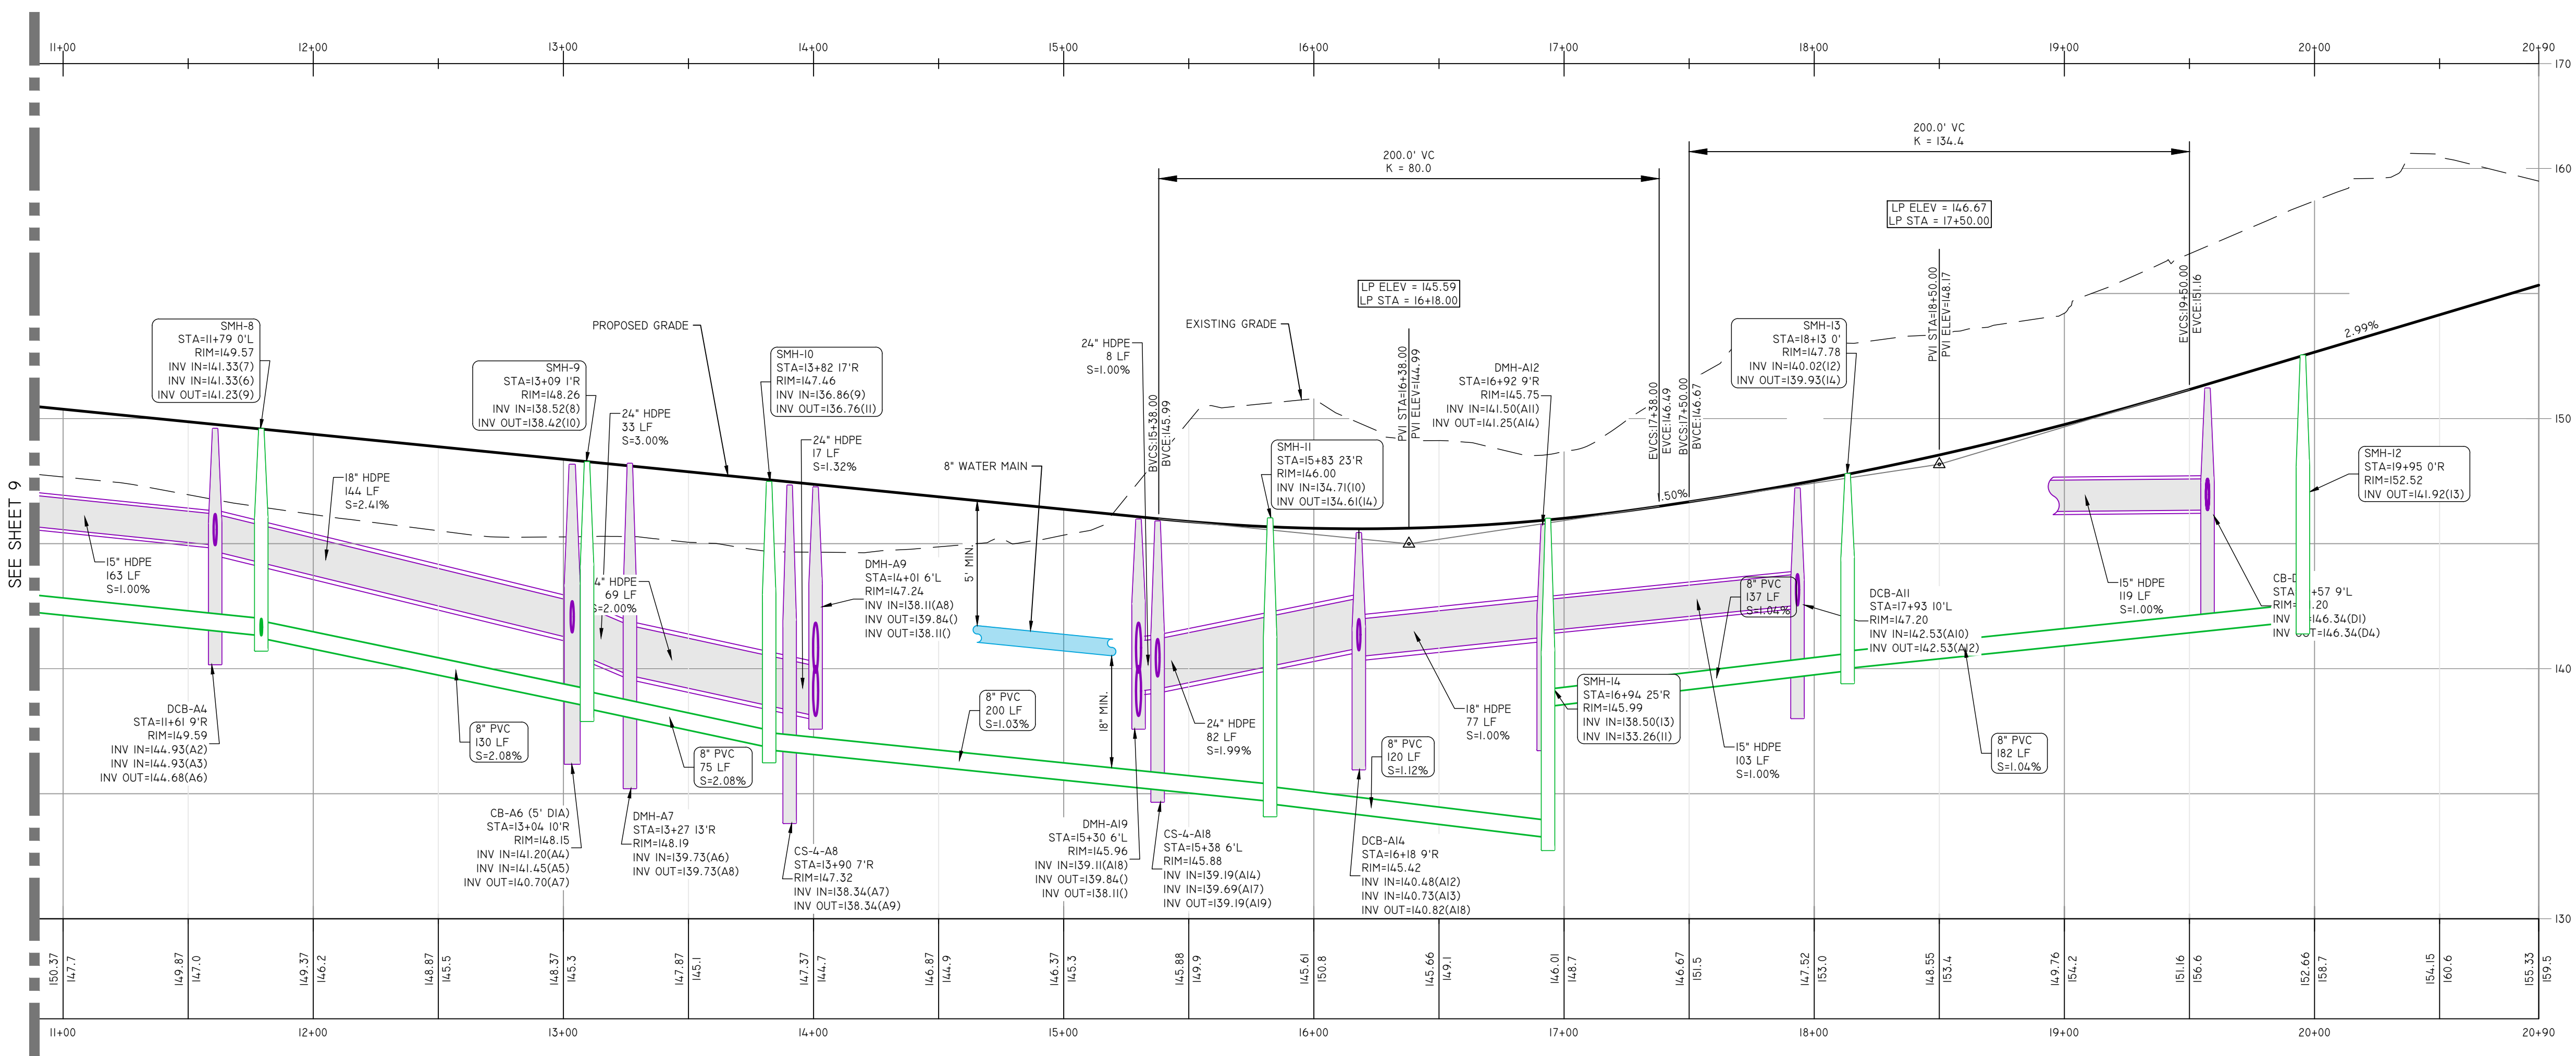 11+00
12+00
13+00
14+00
15+00
16+00
17+00
18+00
19+00
20+00
20+90
170
160
150
140
130
SEE SHEET 9
200.0' VC
K = 80.0
200.0' VC
K = 134.4
LP ELEV = 146.67
LP STA = 17+50.00
LP ELEV = 145.59
LP STA = 16+18.00
SMH-8
STA=11+79 0'L
RIM=149.57
INV IN=141.33(7)
INV IN=141.33(6)
INV OUT=141.23(9)
SMH-9
STA=13+09 1'R
RIM=148.26
INV IN=138.52(8)
INV OUT=138.42(10)
PROPOSED GRADE
24" HDPE
33 LF
S=3.00%
SMH-10
STA=13+82 17'R
RIM=147.46
INV IN=136.86(9)
INV OUT=136.76(11)
24" HDPE
17 LF
S=1.32%
8" WATER MAIN
24" HDPE
8 LF
S=1.00%
EXISTING GRADE
BVCS:15+38.00
BVCE:145.99
PVI STA=16+38.00
PVI ELEV=144.99
SMH-11
STA=15+83 23'R
RIM=146.00
INV IN=134.71(10)
INV OUT=134.61(14)
DMH-A12
STA=16+92 9'R
RIM=145.75
INV IN=141.50(A11)
INV OUT=141.25(A14)
EVCS:17+38.00
EVCE:146.49
BVCS:17+50.00
BVCE:146.67
1.50%
SMH-13
STA=18+13 0'
RIM=147.78
INV IN=140.02(12)
INV OUT=139.93(14)
PVI STA=18+50.00
PVI ELEV=148.17
EVCS:19+50.00
EVCE:151.16
2.99%
SMH-12
STA=19+95 0'R
RIM=152.52
INV OUT=141.92(13)
15" HDPE
163 LF
S=1.00%
18" HDPE
144 LF
S=2.41%
4" HDPE
69 LF
S=2.00%
5' MIN.
18" MIN.
DMH-A9
STA=14+01 6'L
RIM=147.24
INV IN=138.11(A8)
INV OUT=139.84()
INV OUT=138.11()
8" PVC
137 LF
S=1.04%
DCB-A11
STA=17+93 10'L
RIM=147.20
INV IN=142.53(A10)
INV OUT=142.53(A12)
15" HDPE
119 LF
S=1.00%
CB-D
STA +57 9'L
RIM= .20
INV =146.34(D1)
INV OUT=146.34(D4)
DCB-A4
STA=11+61 9'R
RIM=149.59
INV IN=144.93(A2)
INV IN=144.93(A3)
INV OUT=144.68(A6)
8" PVC
130 LF
S=2.08%
8" PVC
75 LF
S=2.08%
8" PVC
200 LF
S=1.03%
24" HDPE
82 LF
S=1.99%
8" PVC
120 LF
S=1.12%
18" HDPE
77 LF
S=1.00%
SMH-14
STA=16+94 25'R
RIM=145.99
INV IN=138.50(13)
INV IN=133.26(11)
15" HDPE
103 LF
S=1.00%
8" PVC
182 LF
S=1.04%
CB-A6 (5' DIA)
STA=13+04 10'R
RIM=148.15
INV IN=141.20(A4)
INV IN=141.45(A5)
INV OUT=140.70(A7)
DMH-A7
STA=13+27 13'R
RIM=148.19
INV IN=139.73(A6)
INV OUT=139.73(A8)
CS-4-A8
STA=13+90 7'R
RIM=147.32
INV IN=138.34(A7)
INV OUT=138.34(A9)
DMH-A19
STA=15+30 6'L
RIM=145.96
INV IN=139.11(A18)
INV OUT=139.84()
INV OUT=138.11()
CS-4-A18
STA=15+38 6'L
RIM=145.88
INV IN=139.19(A14)
INV IN=139.69(A17)
INV OUT=139.19(A19)
DCB-A14
STA=16+18 9'R
RIM=145.42
INV IN=140.48(A12)
INV IN=140.73(A13)
INV OUT=140.82(A18)
150.37
147.7
149.87
147.0
149.37
146.2
148.87
145.5
148.37
145.3
147.87
145.1
147.37
144.7
146.87
144.9
146.37
145.3
145.88
149.9
145.61
150.8
145.66
149.1
146.01
148.7
146.67
151.5
147.52
153.0
148.55
153.4
149.76
154.2
151.16
156.6
152.66
158.7
154.15
160.6
155.33
159.5
11+00
12+00
13+00
14+00
15+00
16+00
17+00
18+00
19+00
20+00
20+90